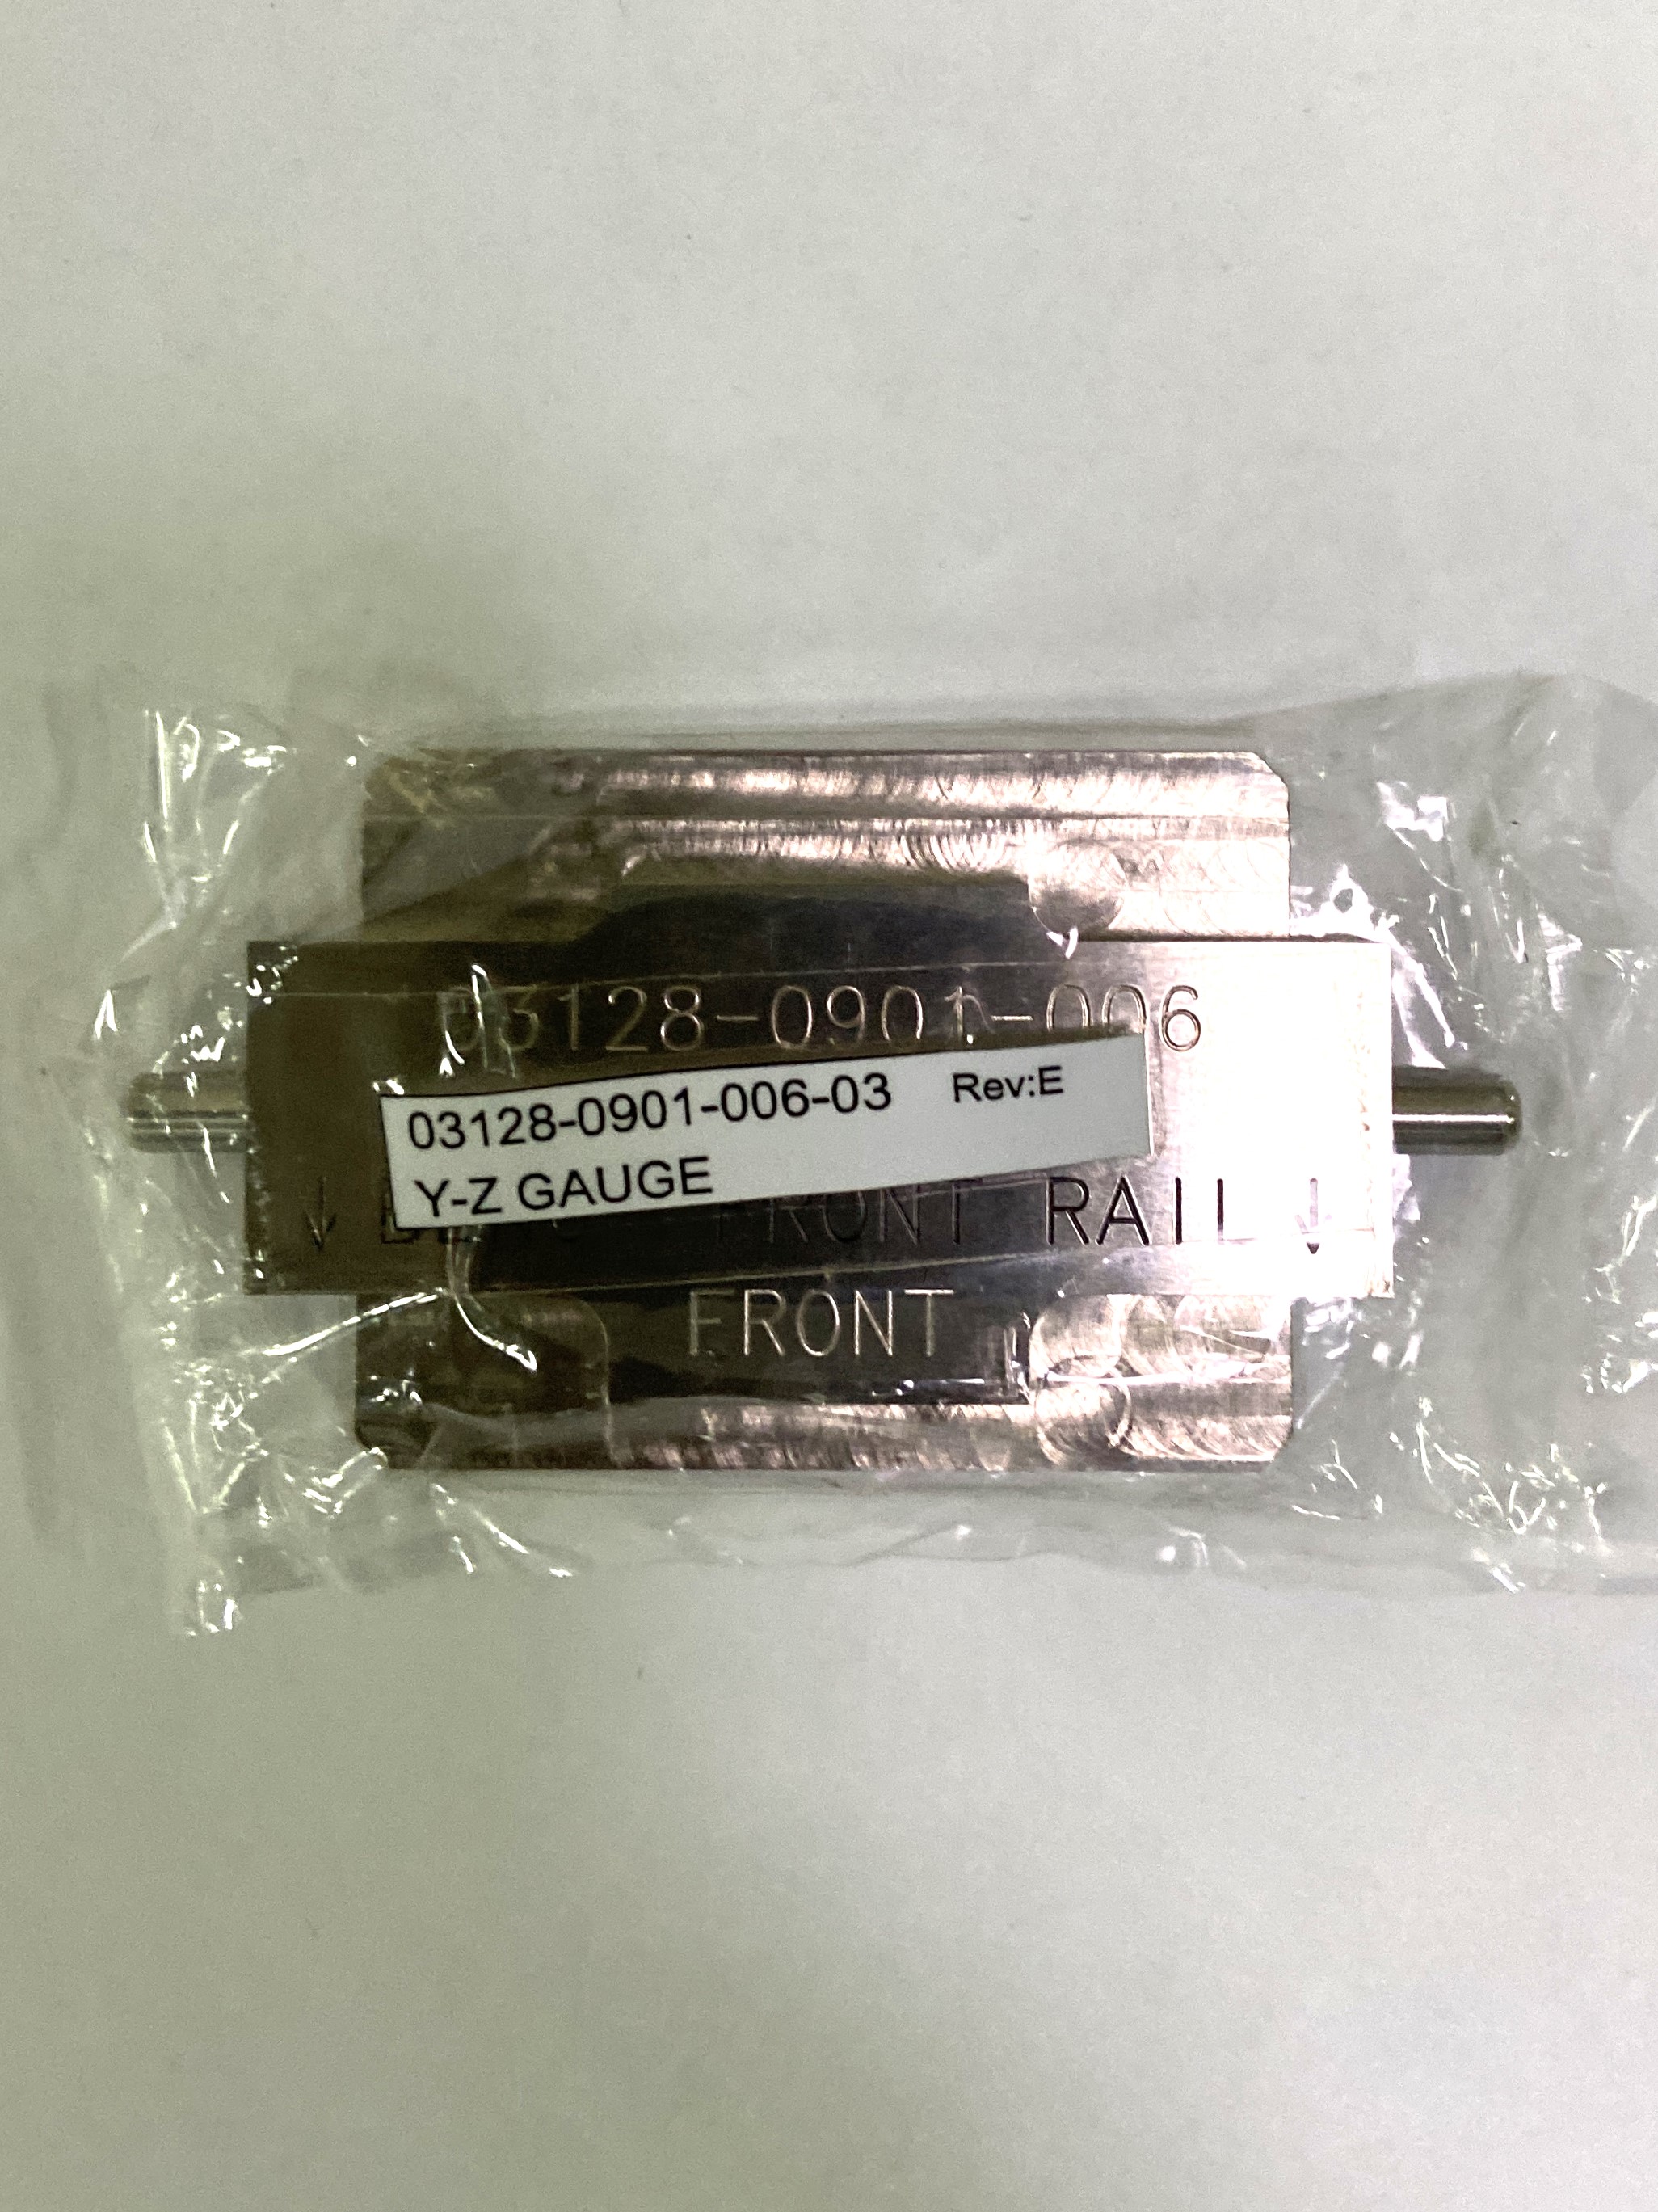 03128-0901-006
03128-0901-006-03 Rev:E
Y-Z GAUGE
↓ FRONT RAIL ↓
FRONT